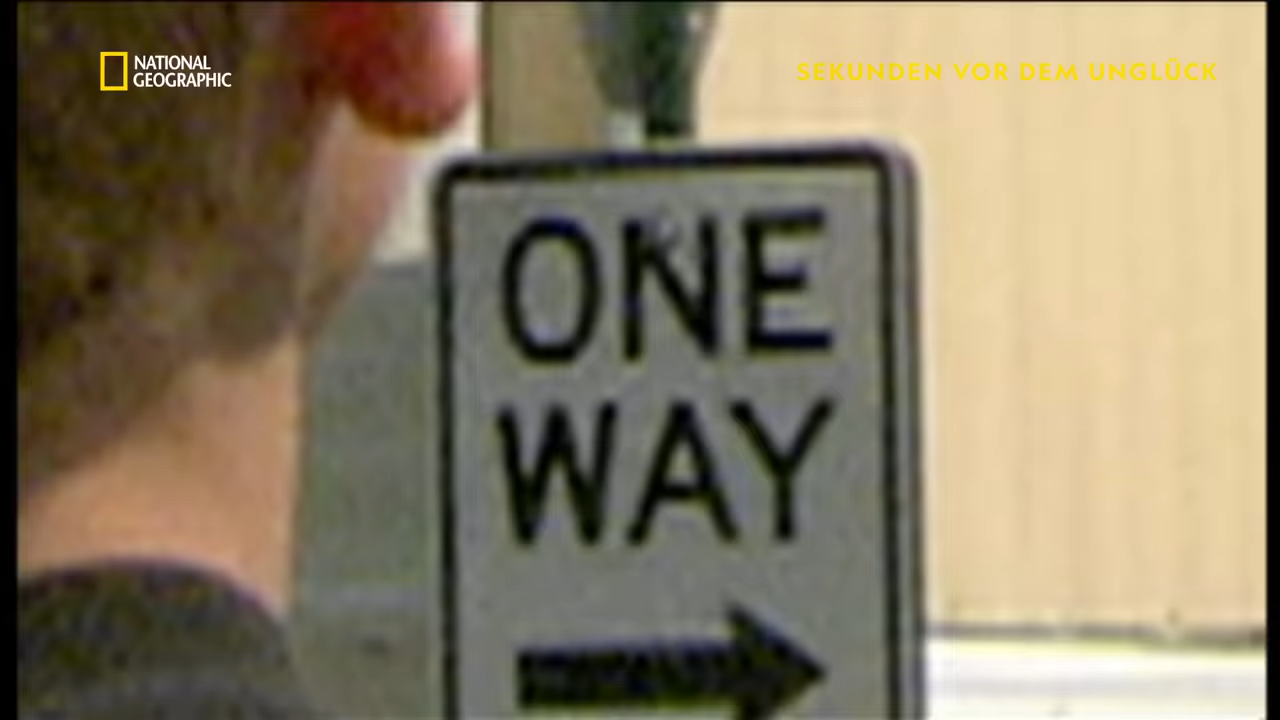 NATIONAL
GEOGRAPHIC
SEKUNDEN VOR DEM UNGLÜCK
ONE
WAY